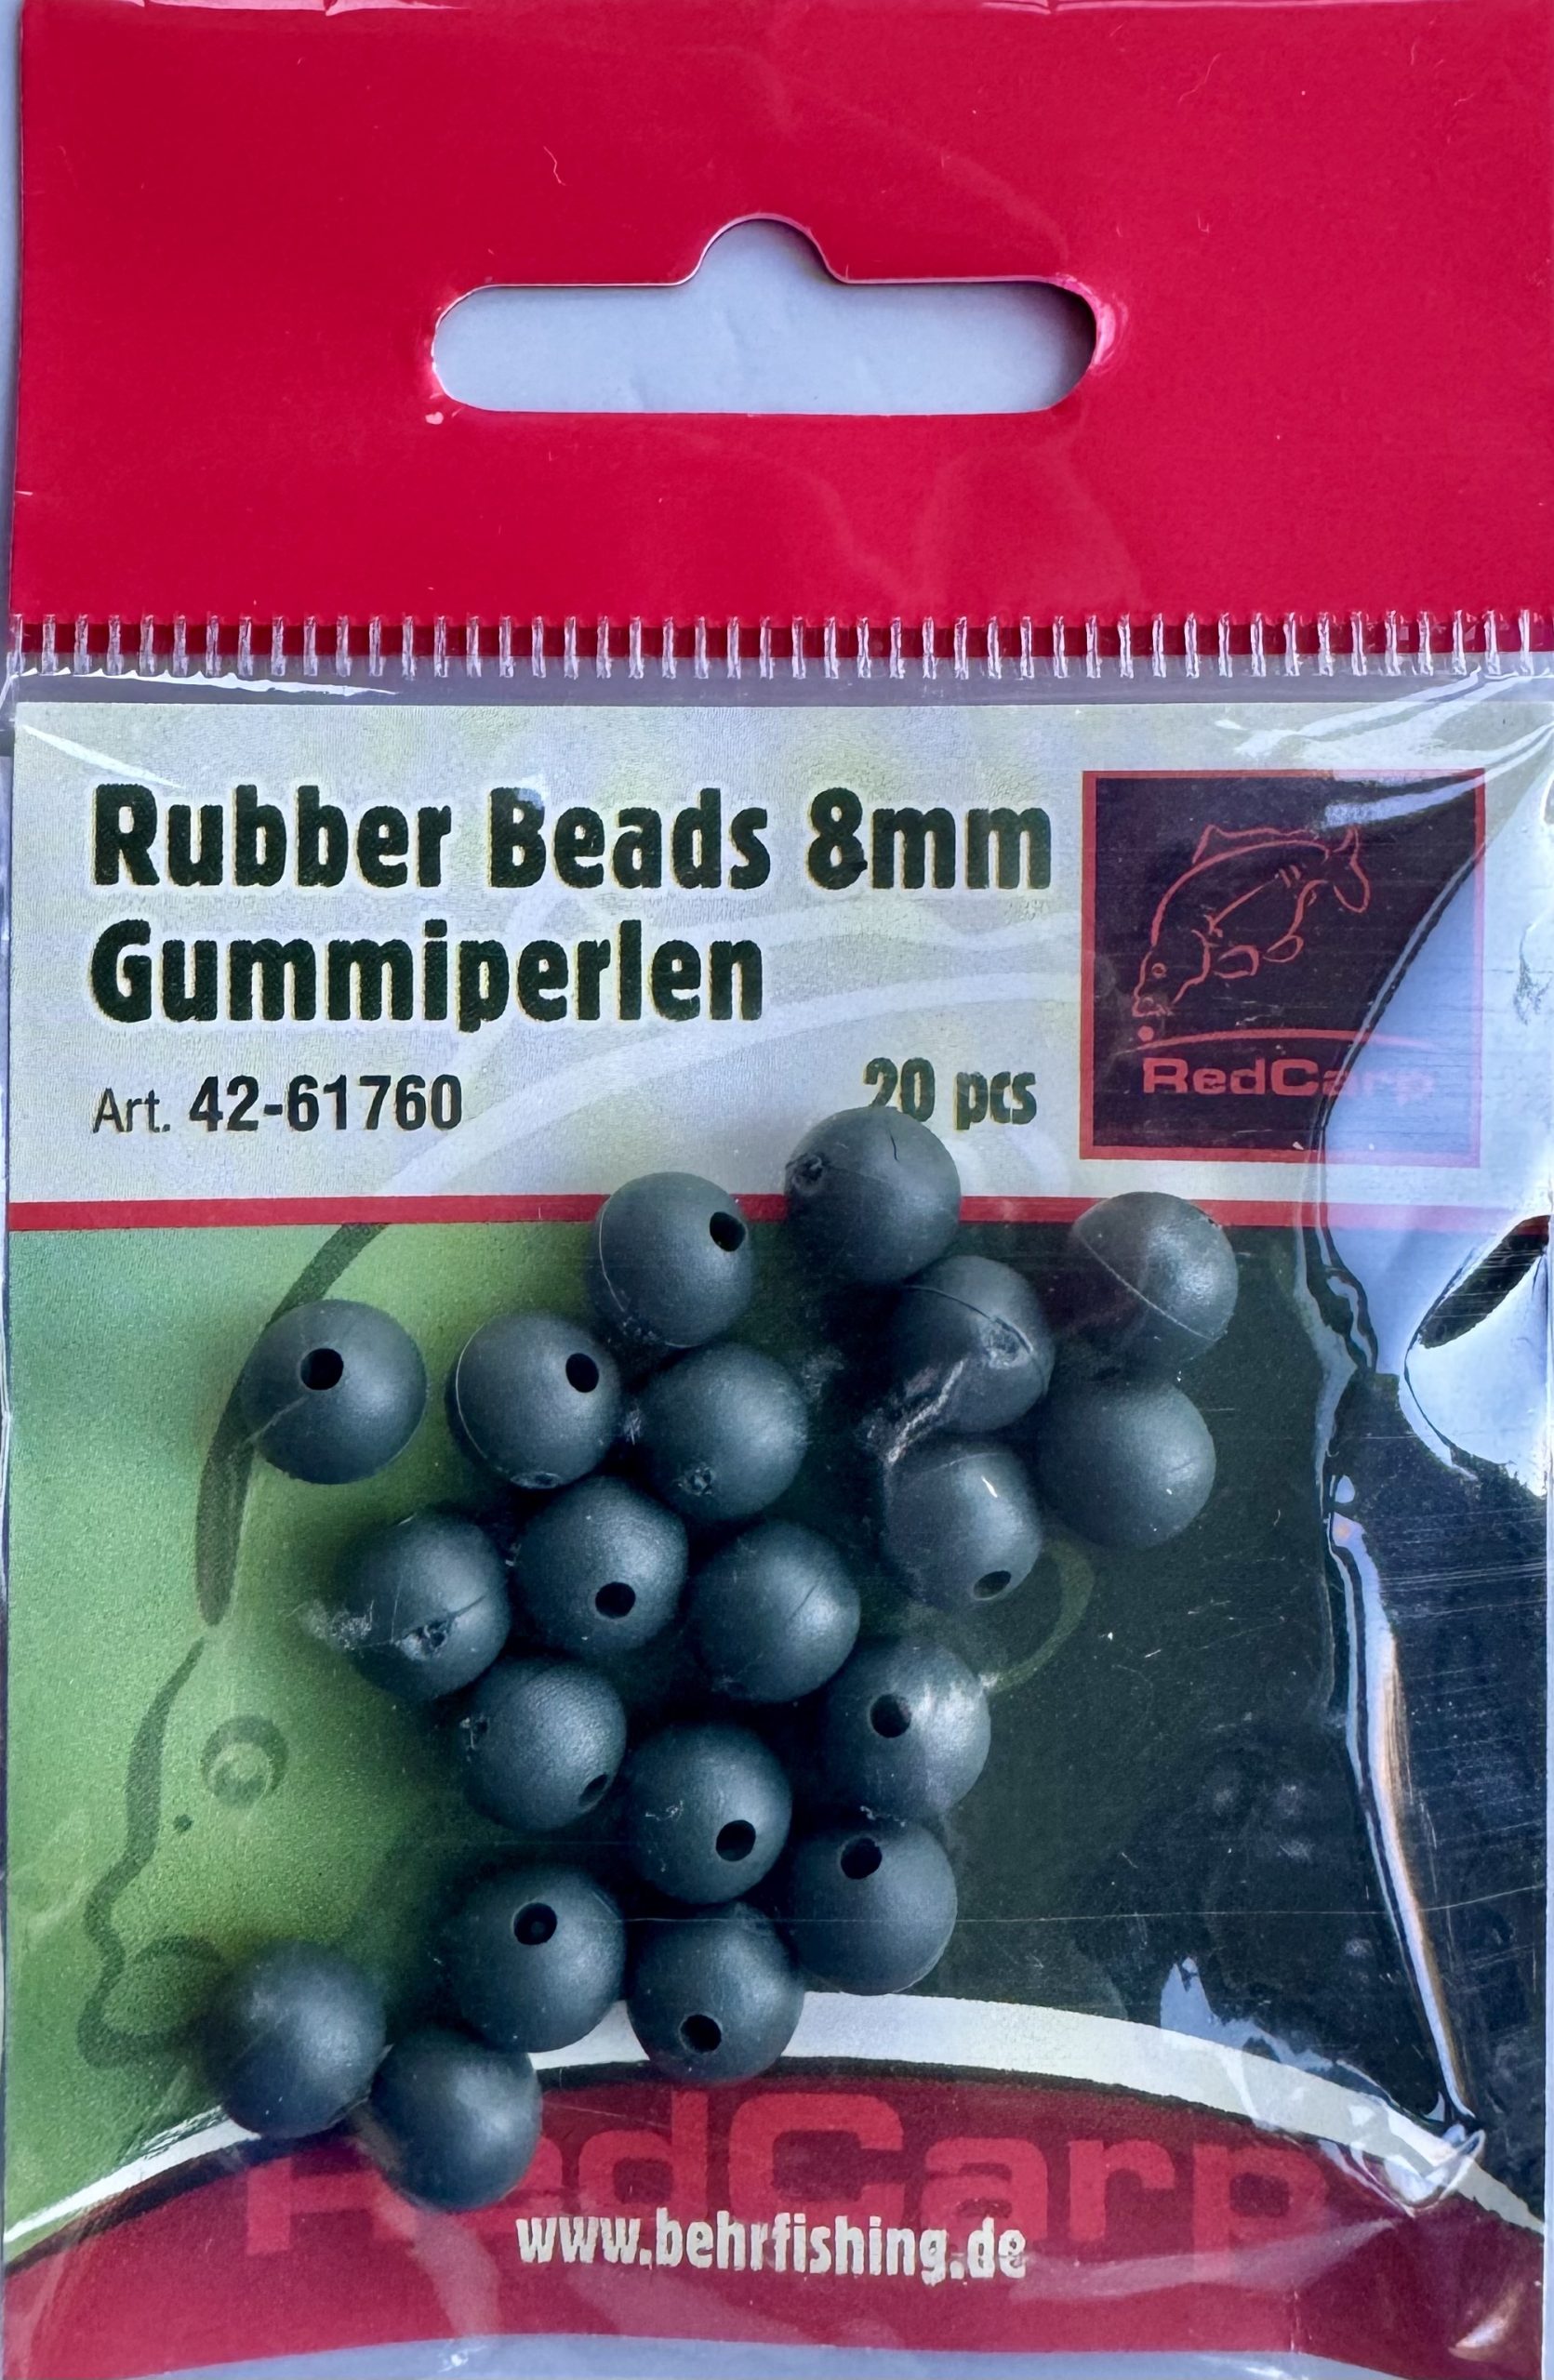 Rubber Beads 8mm
Gummiperlen
Art. 42-61760
20 pcs
RedCarp
RedCarp
www.behrfishing.de